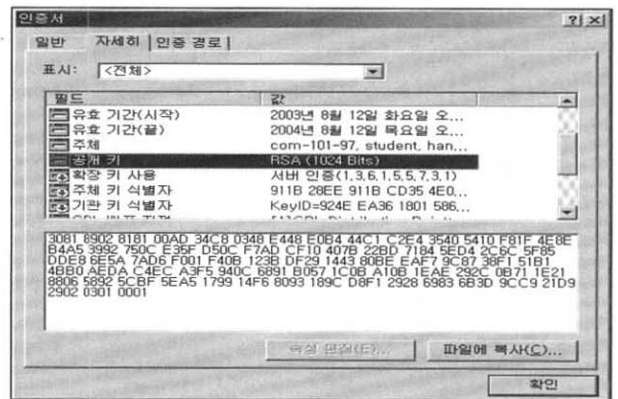 인증서
일반 자세히 인증 경로
표시: <전체>
필드 값
유효 기간(시작) 2003년 8월 12일 화요일 오...
유효 기간(끝) 2004년 8월 12일 목요일 오...
주체 com-101-97, student, han...
공개 키 RSA (1024 Bits)
확장 키 사용 서버 인증(1,3,6,1,5,5,7,3,1)
주체 키 식별자 911B 28EE 911B CD35 4E0...
기관 키 식별자 KeyID=924E EA36 1801 586...
3081 8902 8181 00AD 34C8 0348 E448 E0B4 44C1 C2E4 3540 5410 F81F 4E8E
B4A5 3992 750C E35F D50C F7AD CF10 407B 22BD 7184 5ED4 2C6C 5F85
DDE8 6E5A 7AD6 F001 F40B 123B DF29 1443 80BE EAF7 9C87 38F1 51B1
4BB0 AEDA C4EC A3F5 940C 6891 B057 1C0B A10B 1EAE 292C 0B71 1E21
8806 5892 5CBF 5EA5 1799 14F6 8093 189C D8F1 2928 6983 6B3D 9CC9 21D9
2902 0301 0001
파일에 복사(C)...
확인